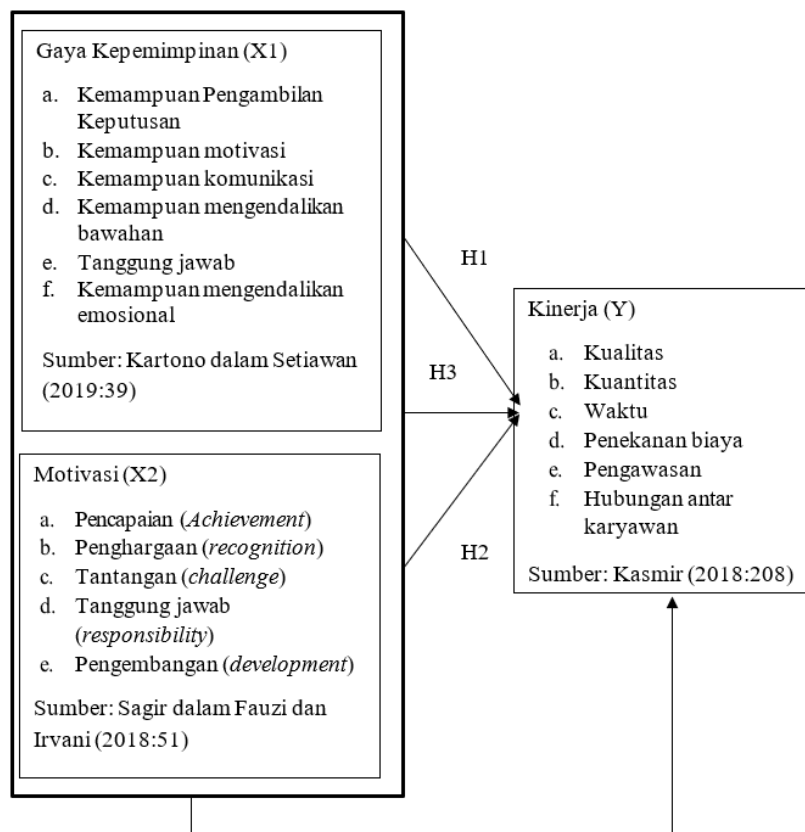 Gaya Kepemimpinan (X1)
a. Kemampuan Pengambilan
Keputusan
b. Kemampuan motivasi
c. Kemampuan komunikasi
d. Kemampuan mengendalikan
bawahan
e. Tanggung jawab
f. Kemampuan mengendalikan
emosional
Sumber: Kartono dalam Setiawan
(2019:39)
Motivasi (X2)
a. Pencapaian (Achievement)
b. Penghargaan (recognition)
c. Tantangan (challenge)
d. Tanggung jawab
(responsibility)
e. Pengembangan (development)
Sumber: Sagir dalam Fauzi dan
Irvani (2018:51)
H1
H3
H2
Kinerja (Y)
a. Kualitas
b. Kuantitas
c. Waktu
d. Penekanan biaya
e. Pengawasan
f. Hubungan antar
karyawan
Sumber: Kasmir (2018:208)